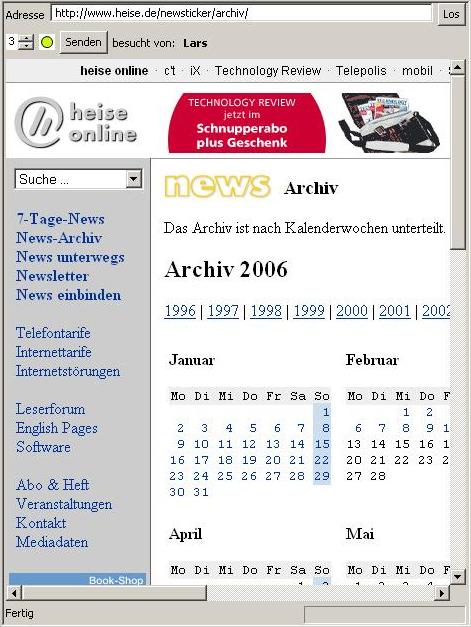 Adresse http://www.heise.de/newsticker/archiv/ Los
3 Senden besucht von: Lars
heise online · c't · iX · Technology Review · Telepolis · mobil ·
heise online
TECHNOLOGY REVIEW
jetzt im
Schnupperabo
plus Geschenk
Suche ...
7-Tage-News
News-Archiv
News unterwegs
Newsletter
News einbinden
Telefontarife
Internettarife
Internetstörungen
Leserforum
English Pages
Software
Abo & Heft
Veranstaltungen
Kontakt
Mediadaten
Book-Shop
news Archiv
Das Archiv ist nach Kalenderwochen unterteilt.
Archiv 2006
1996 | 1997 | 1998 | 1999 | 2000 | 2001 | 2002
Januar
Mo Di Mi Do Fr Sa So
1
2 3 4 5 6 7 8
9 10 11 12 13 14 15
16 17 18 19 20 21 22
23 24 25 26 27 28 29
30 31
Februar
Mo Di Mi Do Fr
1 2
6 7 8 9
13 14 15 16
20 21 22 23
27 28
April
Mo Di Mi Do Fr Sa So
1 2
Mai
Mo Di Mi Do Fr
1 2 3 4
Fertig